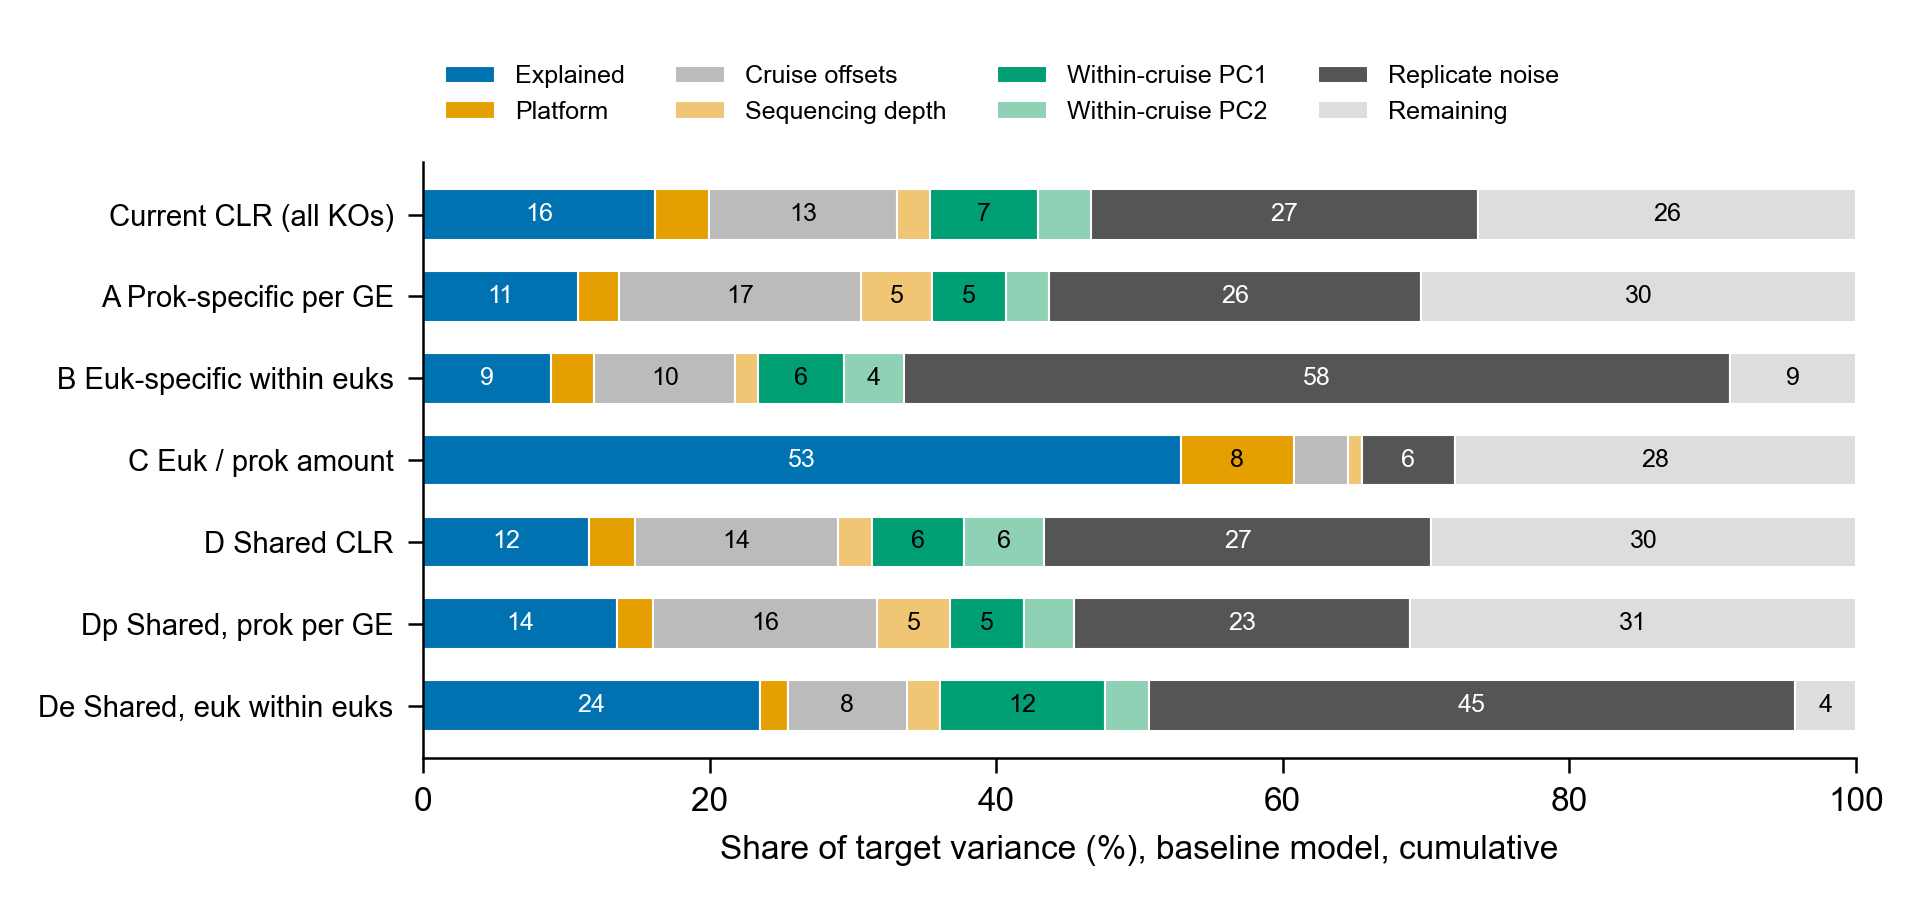 Explained
Cruise offsets
Within-cruise PC1
Replicate noise
Platform
Sequencing depth
Within-cruise PC2
Remaining
Current CLR (all KOs) 16 13 7 27 26
A Prok-specific per GE 11 17 5 5 26 30
B Euk-specific within euks 9 10 6 4 58 9
C Euk / prok amount 53 8 6 28
D Shared CLR 12 14 6 6 27 30
Dp Shared, prok per GE 14 16 5 5 23 31
De Shared, euk within euks 24 8 12 45 4
0 20 40 60 80 100
Share of target variance (%), baseline model, cumulative